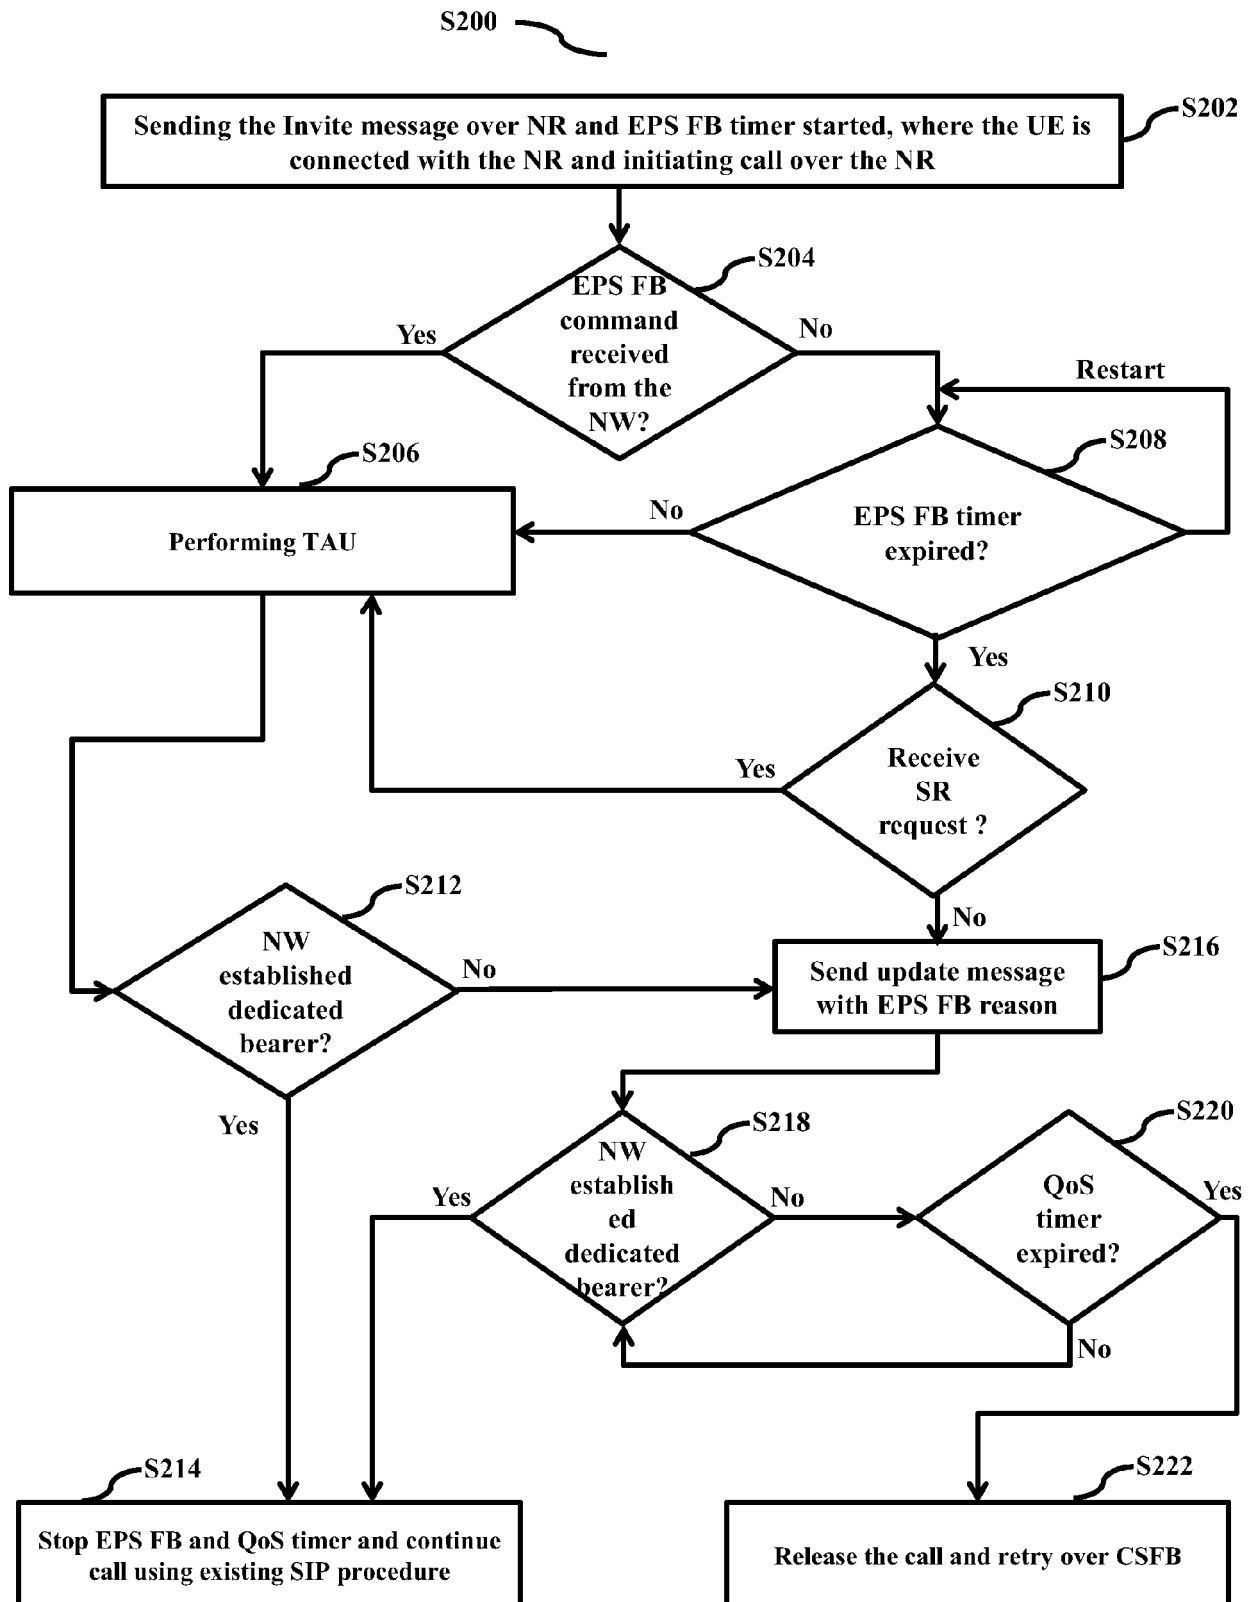 S200
S202
Sending the Invite message over NR and EPS FB timer started, where the UE is
connected with the NR and initiating call over the NR
S204
EPS FB
command
received
from the
NW?
Yes
No
Restart
S206
S208
Performing TAU
No
EPS FB timer
expired?
Yes
S210
Receive
SR
request ?
Yes
No
S212
NW
established
dedicated
bearer?
No
Yes
S216
Send update message
with EPS FB reason
S218
NW
establish
ed
dedicated
bearer?
Yes
No
S220
QoS
timer
expired?
Yes
No
S214
Stop EPS FB and QoS timer and continue
call using existing SIP procedure
S222
Release the call and retry over CSFB